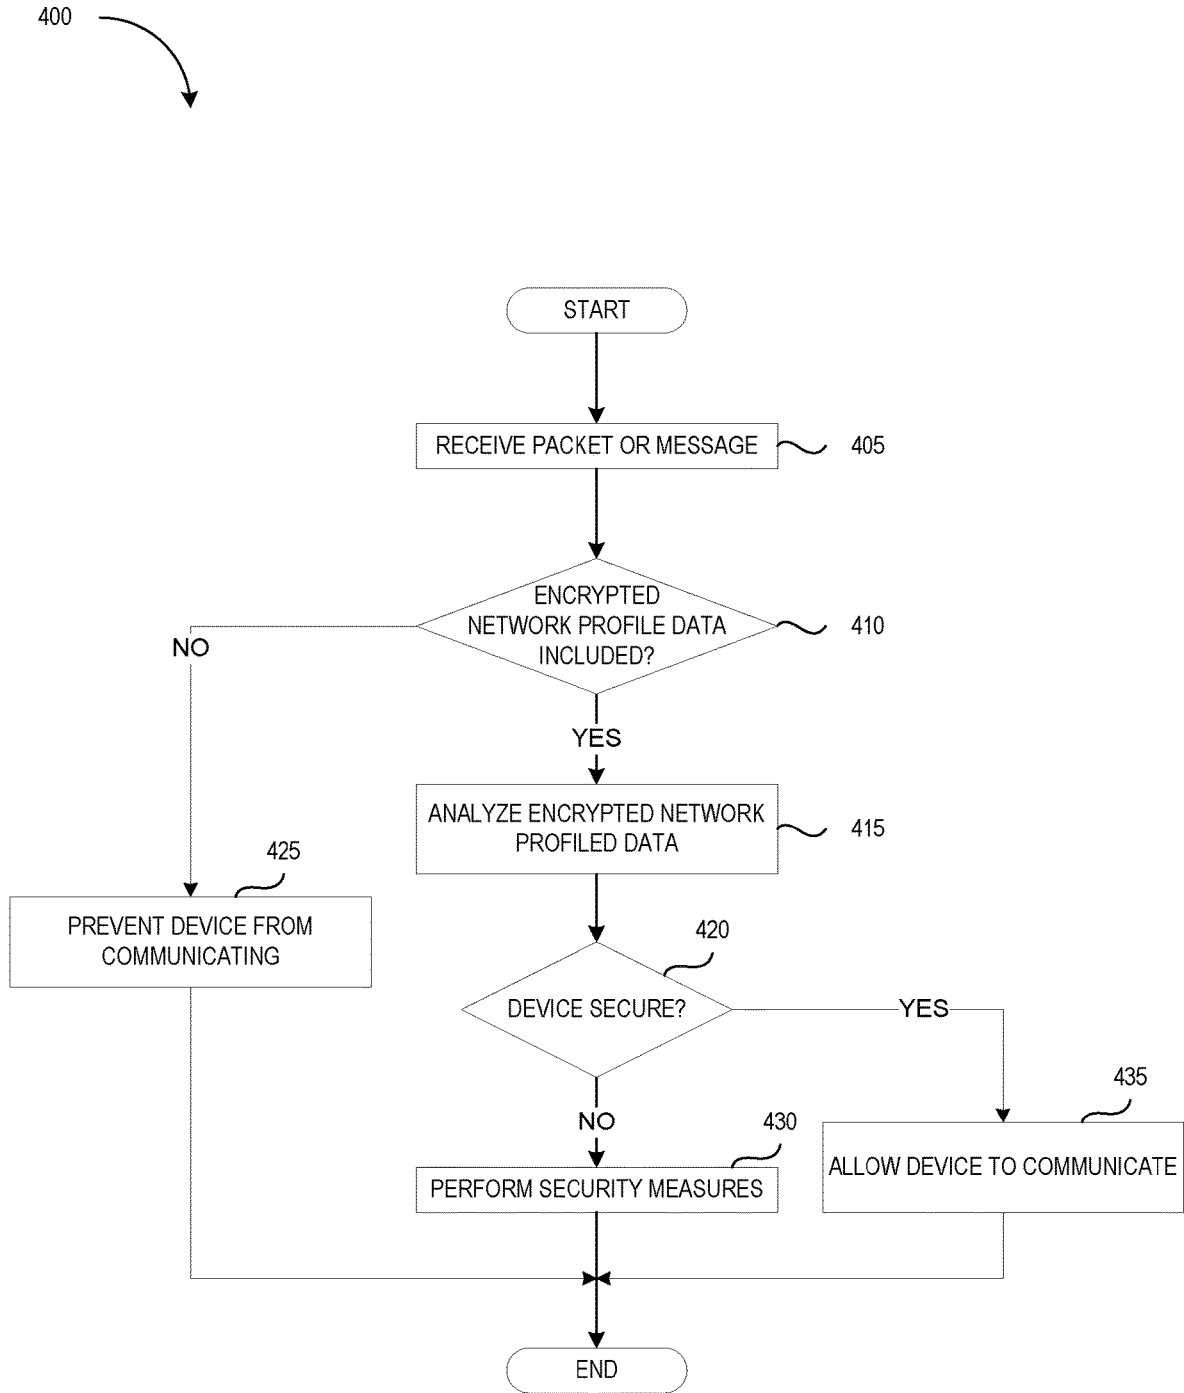 400
START
RECEIVE PACKET OR MESSAGE
405
ENCRYPTED
NETWORK PROFILE DATA
INCLUDED?
410
NO
YES
ANALYZE ENCRYPTED NETWORK
PROFILED DATA
415
425
PREVENT DEVICE FROM
COMMUNICATING
420
DEVICE SECURE?
YES
NO
430
PERFORM SECURITY MEASURES
435
ALLOW DEVICE TO COMMUNICATE
END